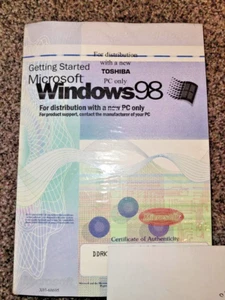 For distribution
with a new
TOSHIBA
PC only
Getting Started
Microsoft
Windows98
For distribution with a new PC only
For product support, contact the manufacturer of your PC
Certificate of Authenticity
DDRK